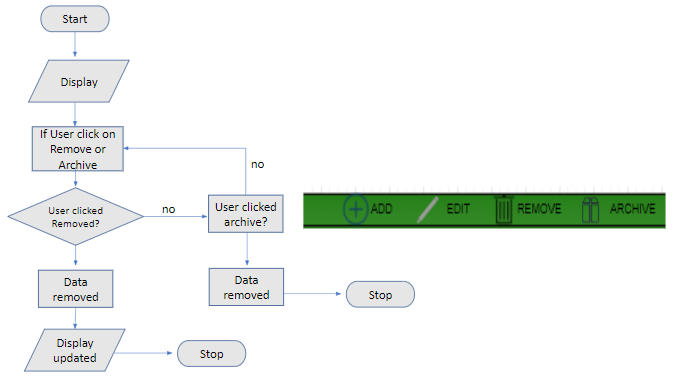 Start
Display
If User click on
Remove or
Archive
no
User clicked
Removed?
no
User clicked
archive?
ADD
EDIT
REMOVE
ARCHIVE
Data
removed
Data
removed
Stop
Display
updated
Stop